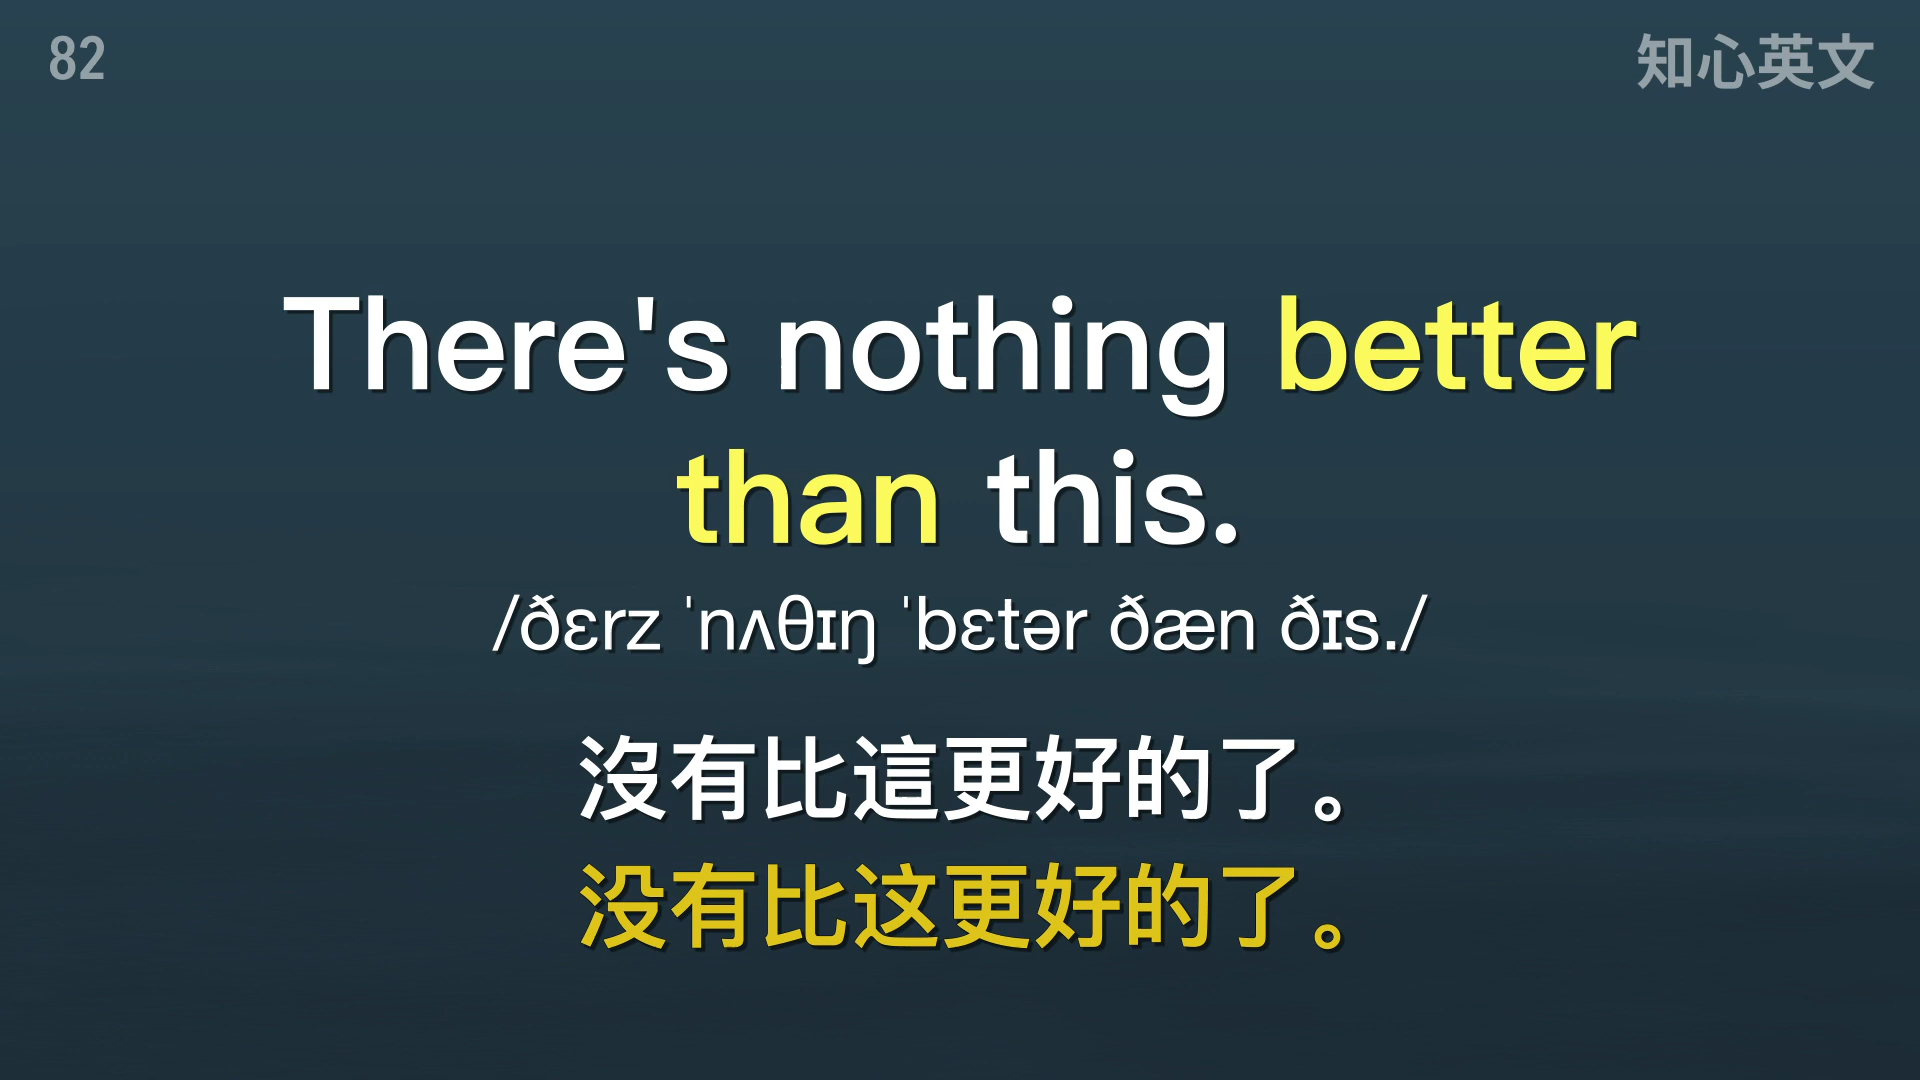 82
知心英文
There's nothing better
than this.
/ðɛrz ˈnʌθɪŋ ˈbɛtər ðæn ðɪs./
沒有比這更好的了。
没有比这更好的了。